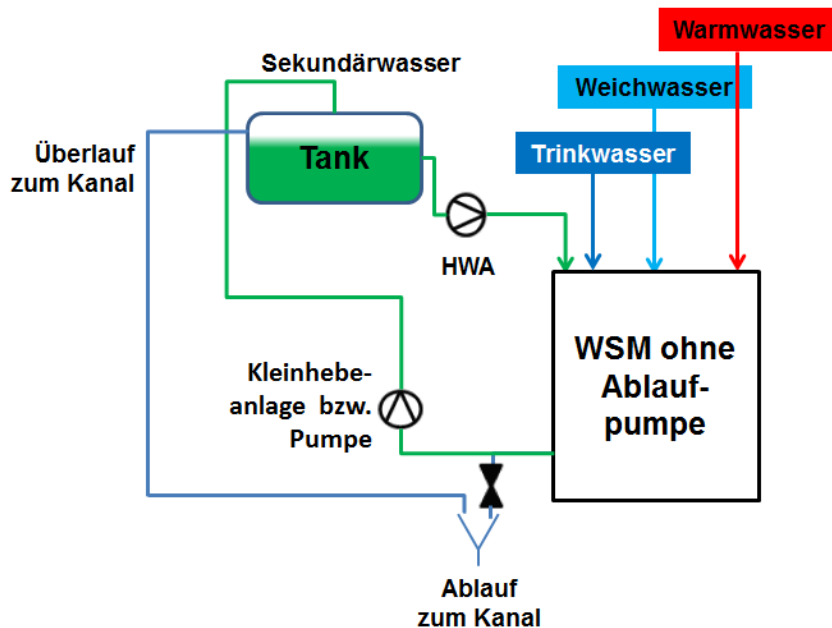 Warmwasser
Sekundärwasser
Weichwasser
Trinkwasser
Überlauf
zum Kanal
Tank
HWA
WSM ohne
Ablauf-
pumpe
Kleinhebe-
anlage bzw.
Pumpe
Ablauf
zum Kanal